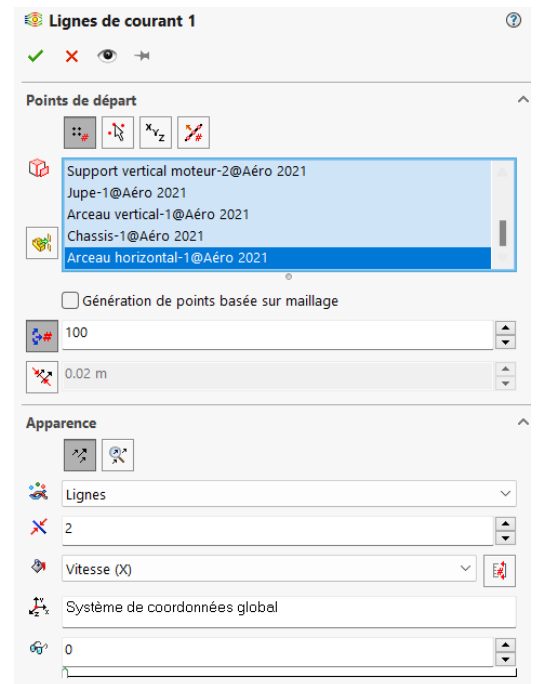 Lignes de courant 1
Points de départ
Support vertical moteur-2@Aéro 2021
Jupe-1@Aéro 2021
Arceau vertical-1@Aéro 2021
Chassis-1@Aéro 2021
Arceau horizontal-1@Aéro 2021
Génération de points basée sur maillage
100
0.02 m
Apparence
Lignes
2
Vitesse (X)
Système de coordonnées global
0